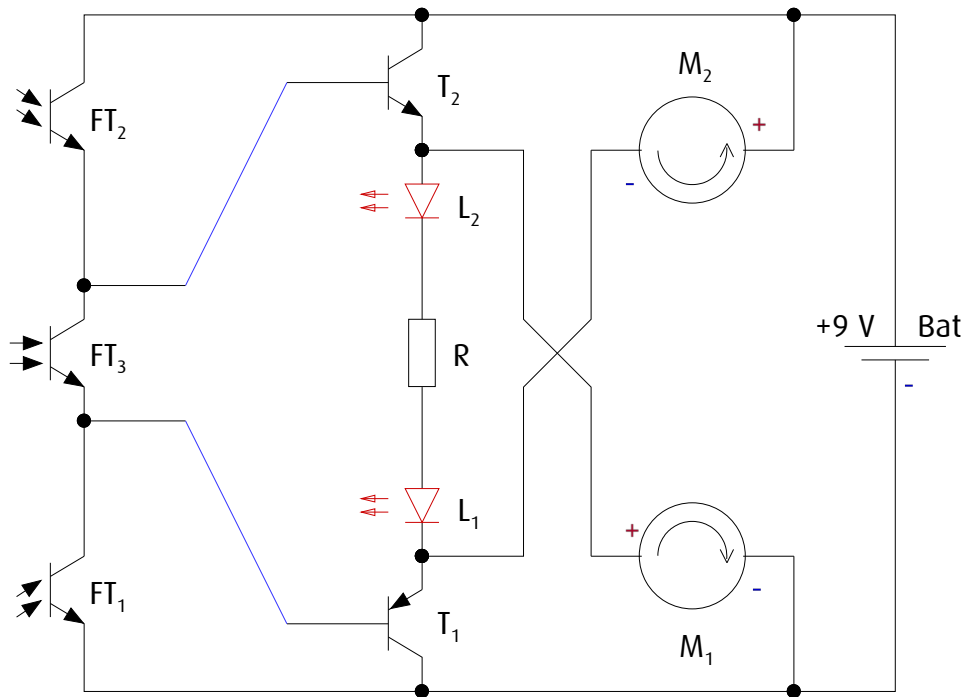 M₂
+
-
T₂
FT₂
L₂
+9 V
Bat
-
R
FT₃
L₁
+
-
FT₁
T₁
M₁